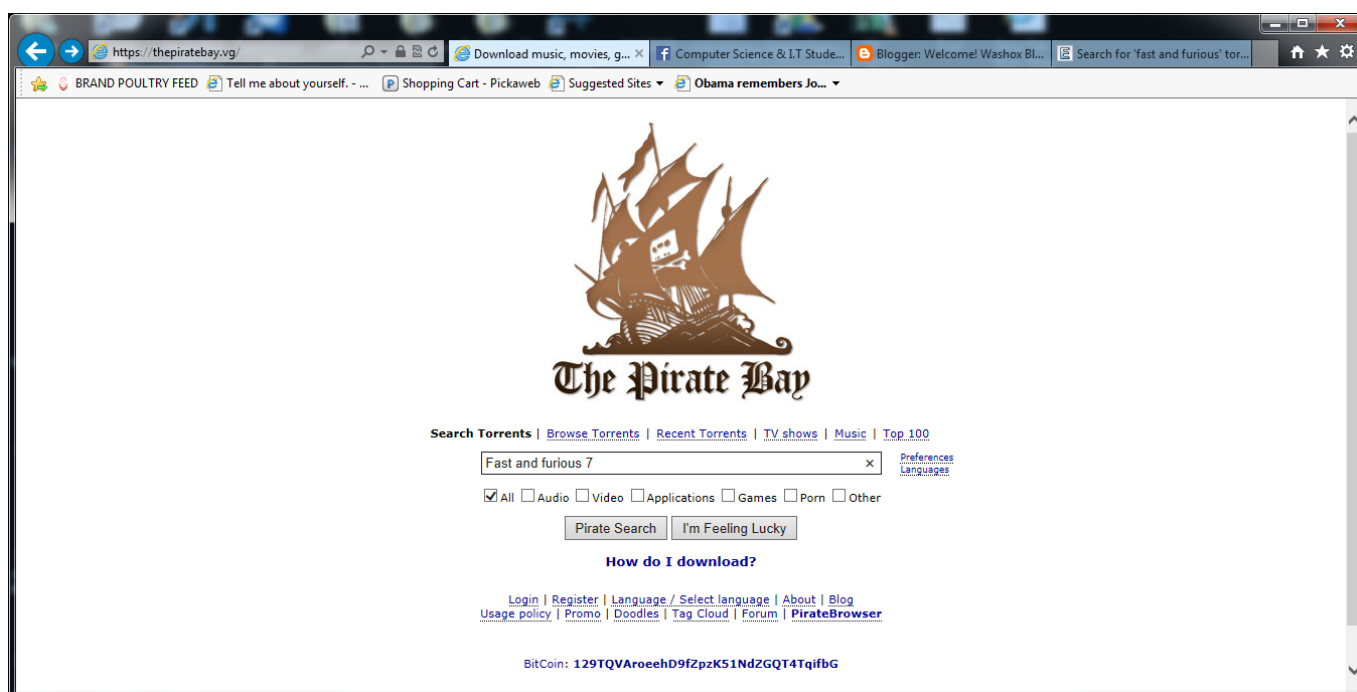 https://thepiratebay.vg/
Download music, movies, g...
Computer Science & I.T Stude...
Blogger: Welcome! Washox Bl...
Search for 'fast and furious' tor...
BRAND POULTRY FEED
Tell me about yourself. - ...
Shopping Cart - Pickaweb
Suggested Sites
Obama remembers Jo...
The Pirate Bay
Search Torrents | Browse Torrents | Recent Torrents | TV shows | Music | Top 100
Fast and furious 7
Preferences
Languages
All Audio Video Applications Games Porn Other
Pirate Search I'm Feeling Lucky
How do I download?
Login | Register | Language / Select language | About | Blog
Usage policy | Promo | Doodles | Tag Cloud | Forum | PirateBrowser
BitCoin: 129TQVAroeehD9fZpzK51NdZGQT4TqifbG